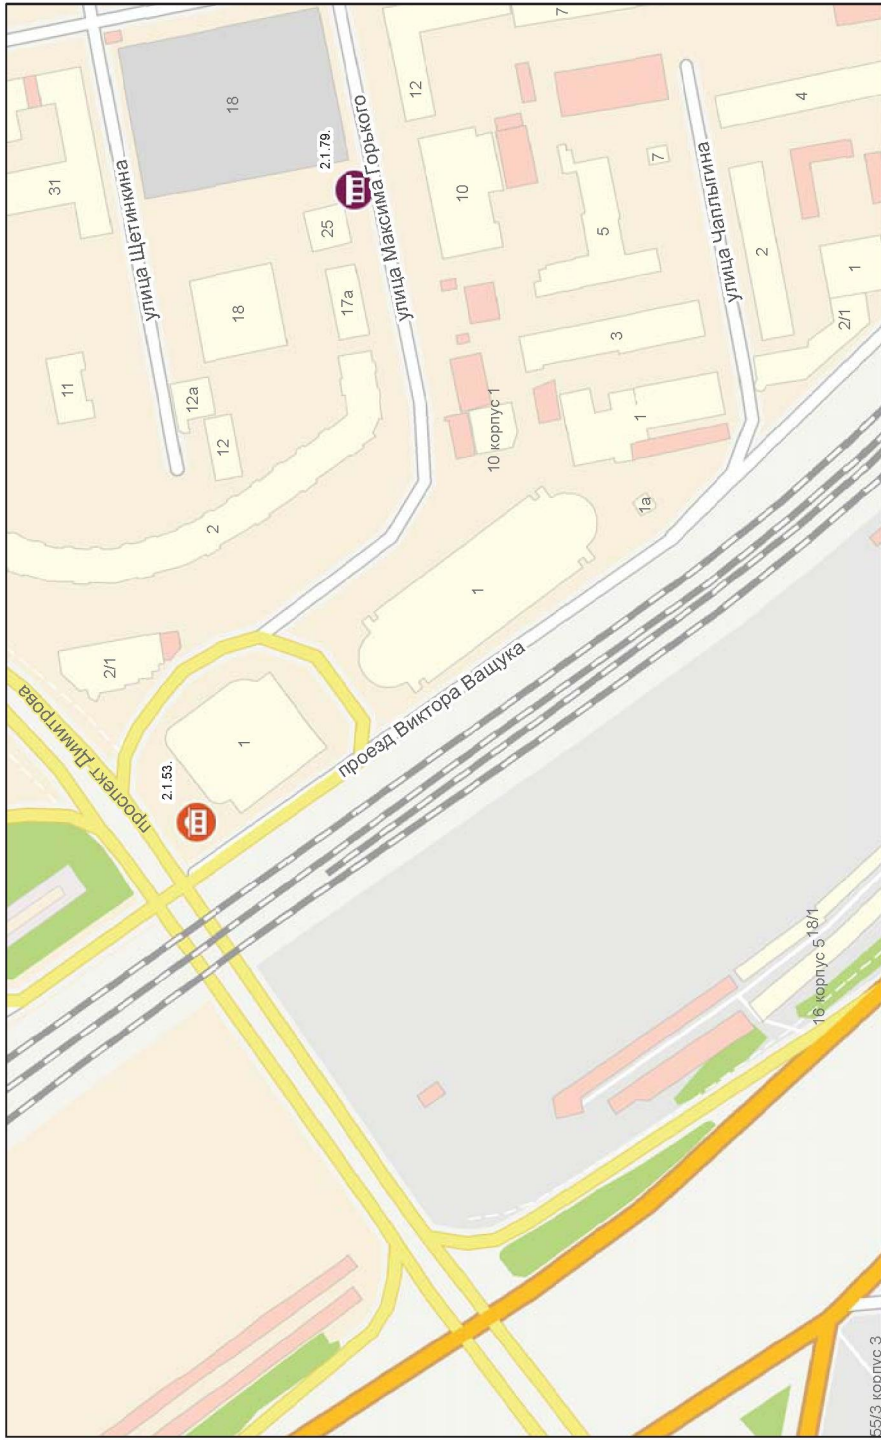 7
12
4
18
улица Щетинкина
31
2.1.79.
улица Максима Горького
10
7
улица Чаплыгина
25
5
2
1
18
17а
2/1
3
11
12а
12
10 корпус 1
1
2
1а
1
2/1
проспект Димитрова
1
2.1.53.
проезд Виктора Ващука
16 корпус 5
18/1
55/3 корпус 3